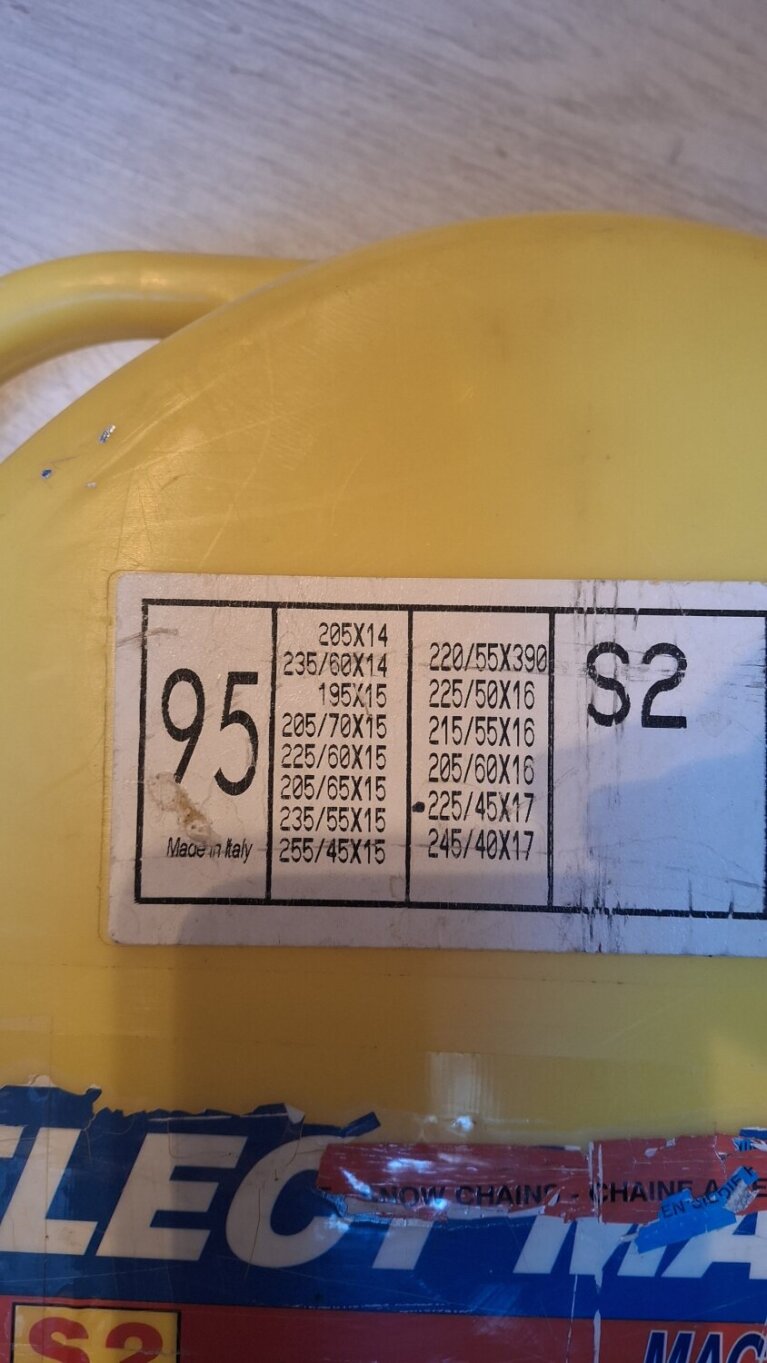 95
Made in Italy
205X14
235/60X14
195X15
205/70X15
225/60X15
205/65X15
235/55X15
255/45X15
220/55X390
225/50X16
215/55X16
205/60X16
225/45X17
245/40X17
S2
LECT MA
NOW CHAINS - CHAINE A
S2
MAG